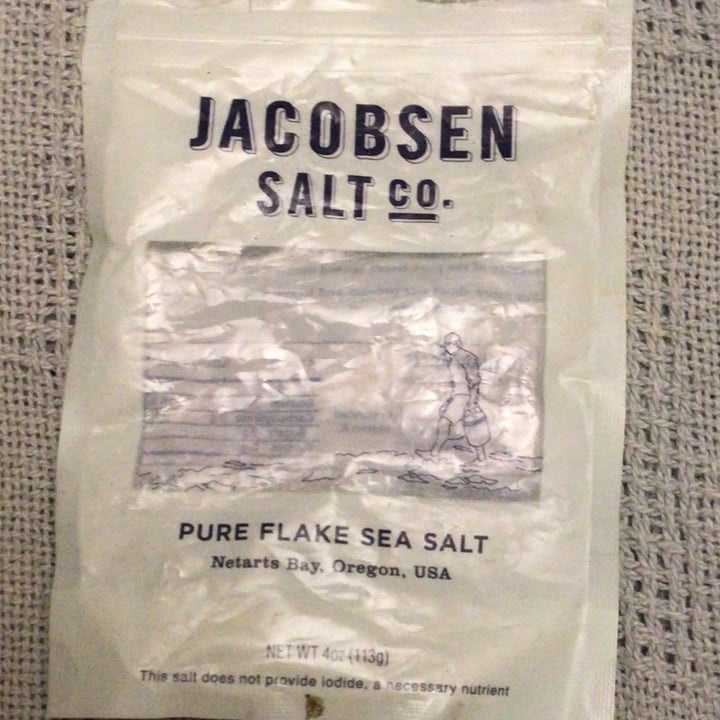 JACOBSEN
SALT CO.
PURE FLAKE SEA SALT
Netarts Bay, Oregon, USA
NET WT 4oz (113g)
This salt does not provide iodide, a necessary nutrient